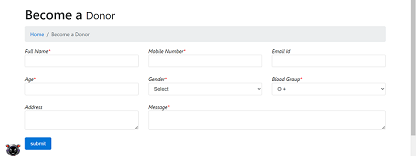 Become a Donor
Home / Become a Donor
Full Name* Mobile Number* Email Id
Age* Gender* Blood Group*
Select O +
Address Message*
submit